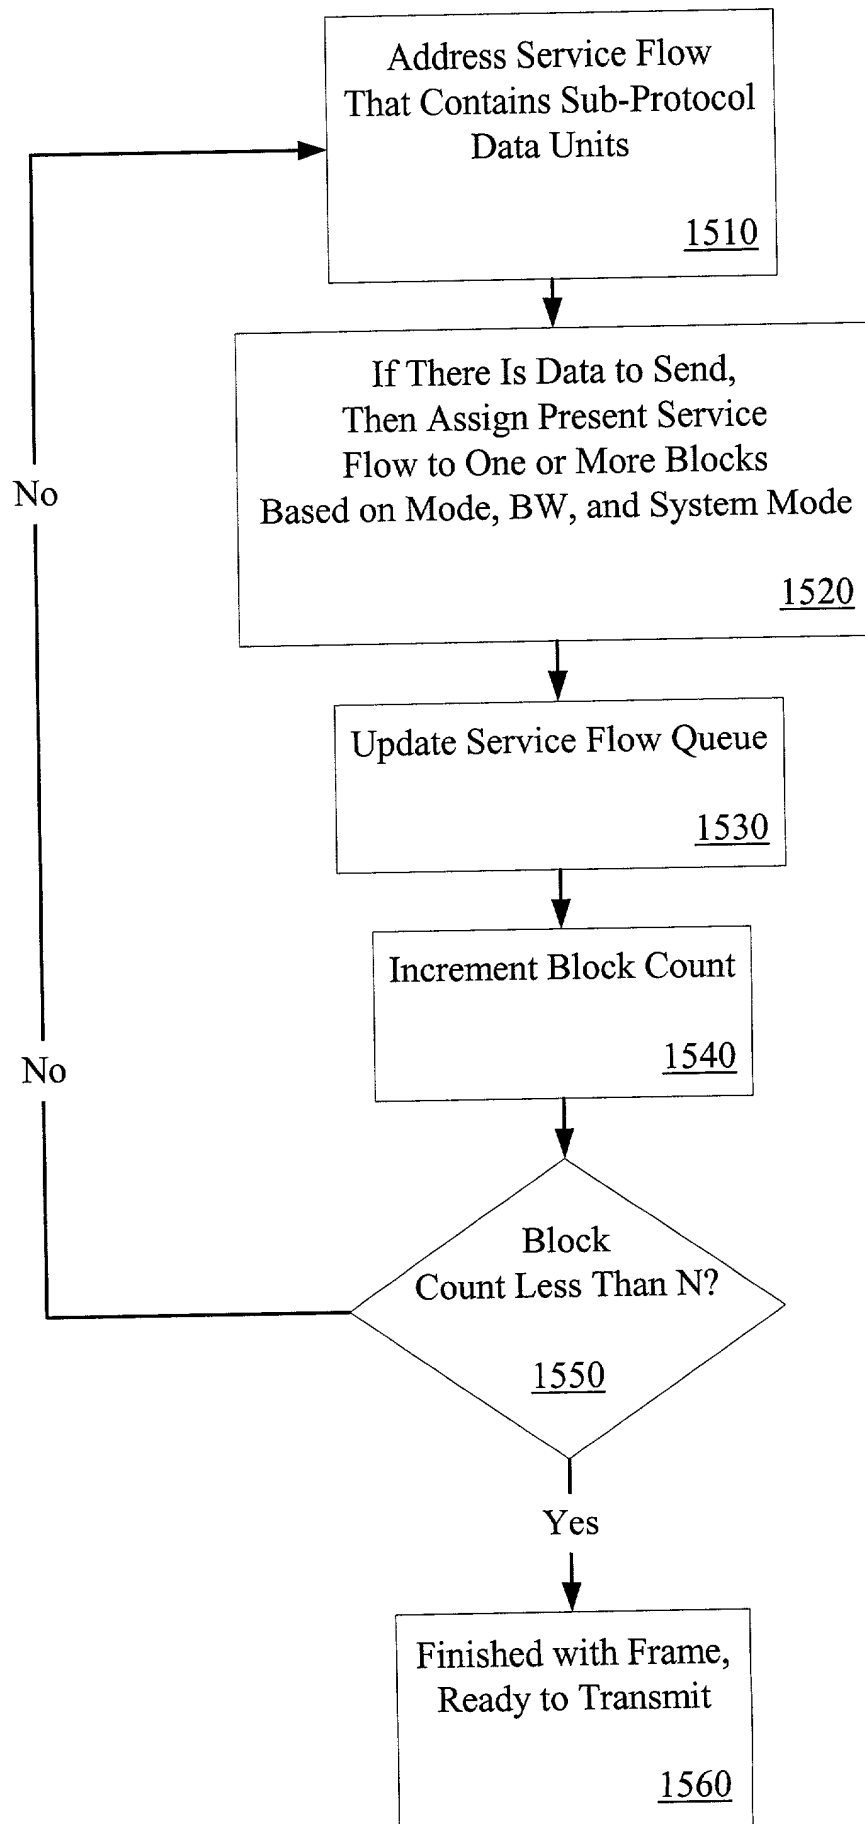 Address Service Flow
That Contains Sub-Protocol
Data Units
1510
If There Is Data to Send,
Then Assign Present Service
Flow to One or More Blocks
Based on Mode, BW, and System Mode
1520
No
Update Service Flow Queue
1530
Increment Block Count
1540
No
Block
Count Less Than N?
1550
Yes
Finished with Frame,
Ready to Transmit
1560